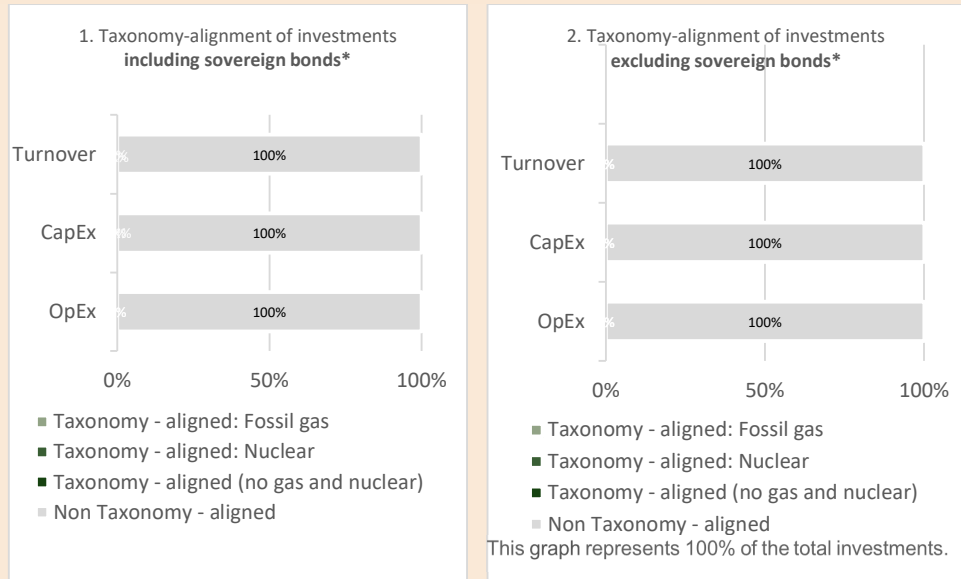 1. Taxonomy-alignment of investments
including sovereign bonds*
Turnover
100%
CapEx
100%
OpEx
100%
0% 50% 100%
Taxonomy - aligned: Fossil gas
Taxonomy - aligned: Nuclear
Taxonomy - aligned (no gas and nuclear)
Non Taxonomy - aligned
2. Taxonomy-alignment of investments
excluding sovereign bonds*
Turnover
100%
CapEx
100%
OpEx
100%
0% 50% 100%
Taxonomy - aligned: Fossil gas
Taxonomy - aligned: Nuclear
Taxonomy - aligned (no gas and nuclear)
Non Taxonomy - aligned
This graph represents 100% of the total investments.